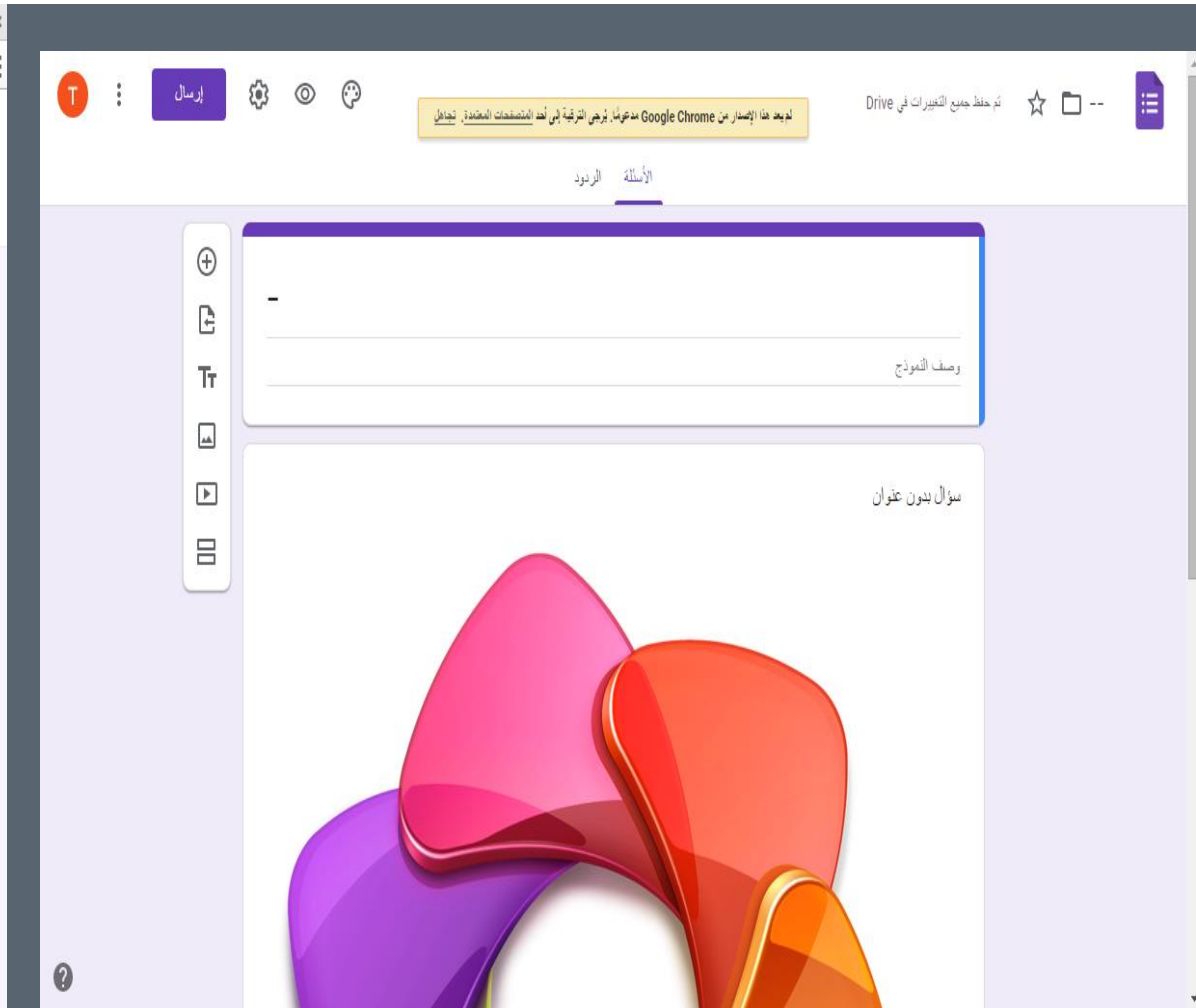 -- تم حفظ جميع التغييرات في Drive
لم يعد هذا الإصدار من Google Chrome مدعومًا. يُرجى الترقية إلى أحد المتصفحات المعتمدة. تجاهل
إرسال
T
الأسئلة الردود
–
وصف النموذج
سؤال بدون عنوان